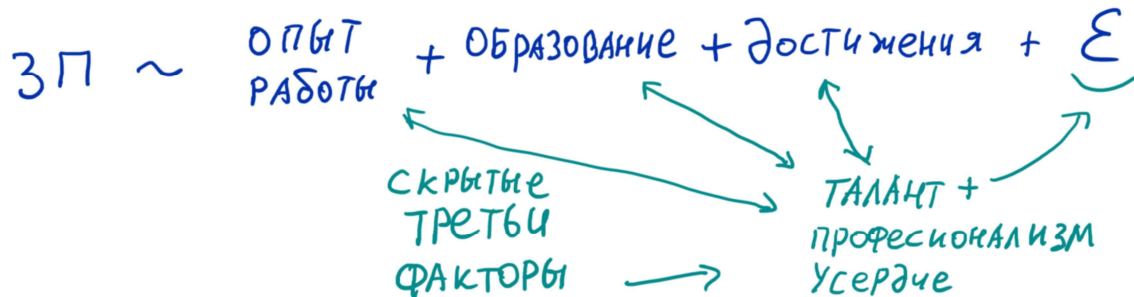 ЗП ~ ОПЫТ РАБОТЫ + ОБРАЗОВАНИЕ + достижения + ε
СКРЫТЫЕ
ТРЕТЬИ
ФАКТОРЫ
ТАЛАНТ +
ПРОФЕСИОНАЛИЗМ
УСЕРДИЕ